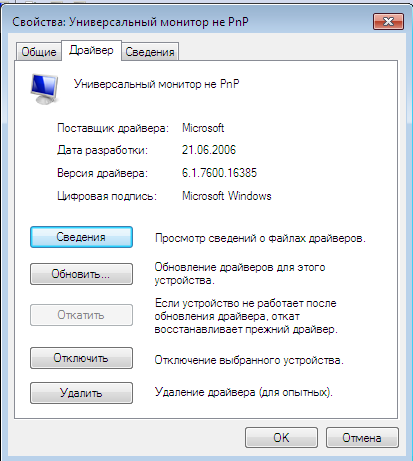 Свойства: Универсальный монитор не PnP
Общие Драйвер Сведения
Универсальный монитор не PnP
Поставщик драйвера: Microsoft
Дата разработки: 21.06.2006
Версия драйвера: 6.1.7600.16385
Цифровая подпись: Microsoft Windows
Сведения Просмотр сведений о файлах драйверов.
Обновить... Обновление драйверов для этого
устройства.
Откатить Если устройство не работает после
обновления драйвера, откат
восстанавливает прежний драйвер.
Отключить Отключение выбранного устройства.
Удалить Удаление драйвера (для опытных).
OK Отмена